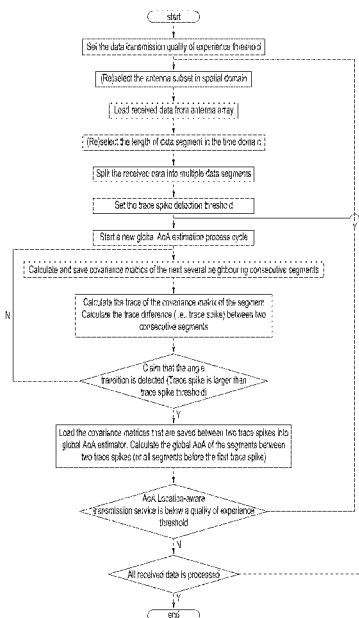 start
Set the data transmission quality of experience threshold
(Re)select the antenna subset in spatial domain
Load received data from antenna array
(Re)select the length of data segment in the time domain
Split the received data into multiple data segments
Set the trace spike detection threshold
Y
Start a new global AoA estimation process cycle
Calculate and save covariance matrics of the next several neighbouring consecutive segments
Calculate the trace of the covariance matrix of the segment
Calculate the trace difference (i.e., trace spike) between two
consecutive segments
N
Claim that the angle
transition is detected (Trace spike is larger than
trace spike threshold)
Y
Load the covariance matrices that are saved between two trace spikes into
global AoA estimator. Calculate the global AoA of the segments between
two trace spikes (or all segments before the first trace spike)
AoA Location-aware
transmission service is below a quality of experience
threshold
N
All received data is processed
Y
end